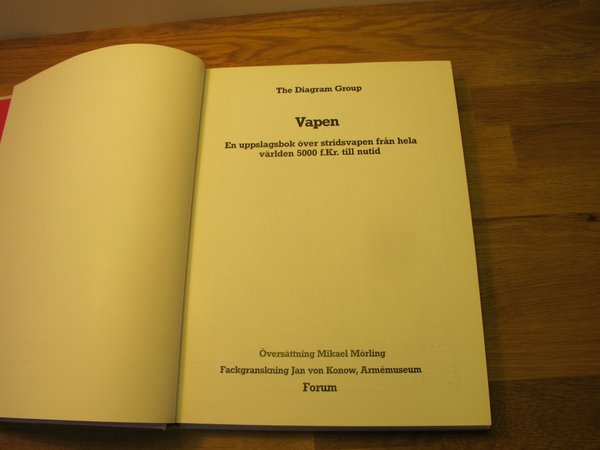 The Diagram Group
Vapen
En uppslagsbok över stridsvapen från hela
världen 5000 f.Kr. till nutid
Översättning Mikael Mörling
Fackgranskning Jan von Konow, Armémuseum
Forum